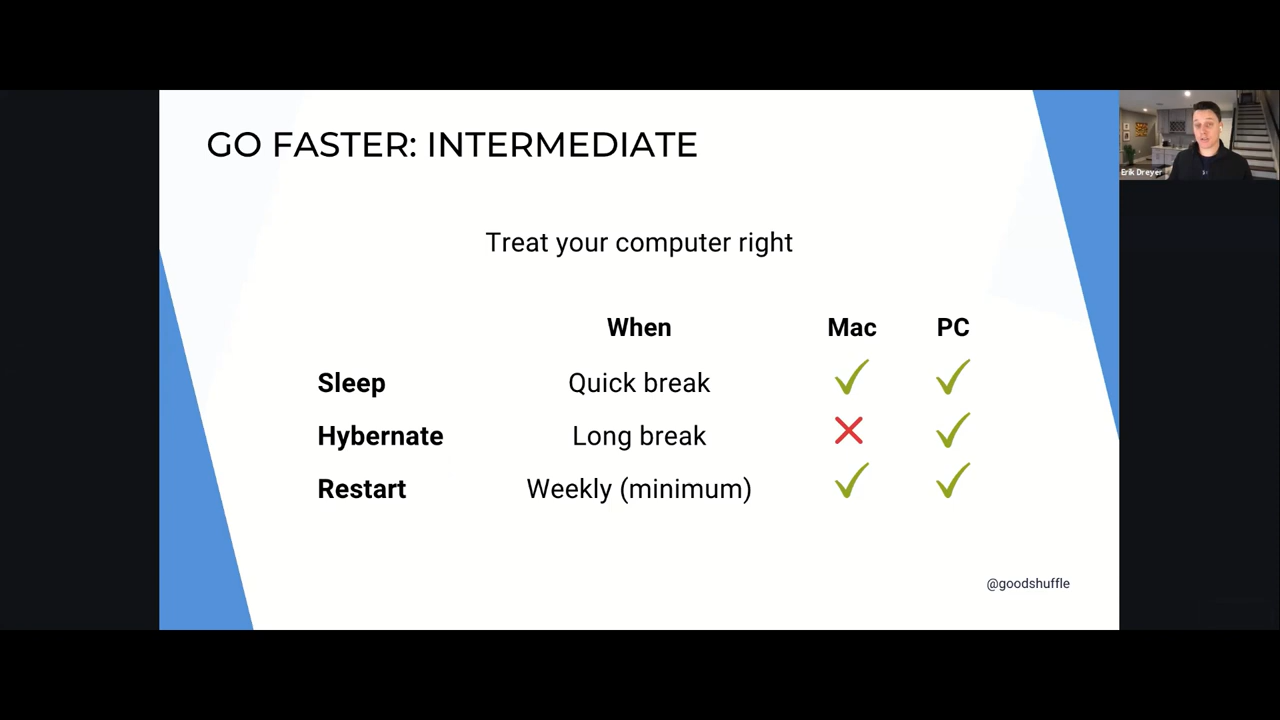 GO FASTER: INTERMEDIATE
Erik Dreyer
Treat your computer right
When Mac PC
Sleep Quick break
Hybernate Long break
Restart Weekly (minimum)
@goodshuffle